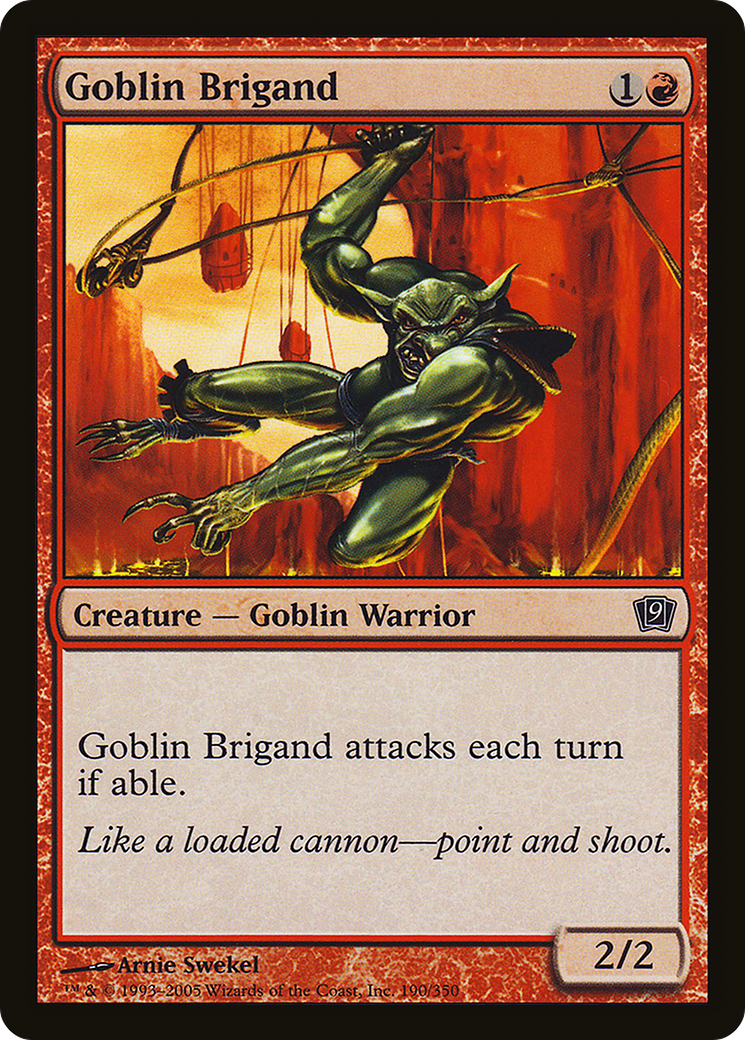 Goblin Brigand 1
Creature — Goblin Warrior 9
Goblin Brigand attacks each turn
if able.
Like a loaded cannon—point and shoot.
2/2
Arnie Swekel
™ & © 1993–2005 Wizards of the Coast, Inc. 190/350